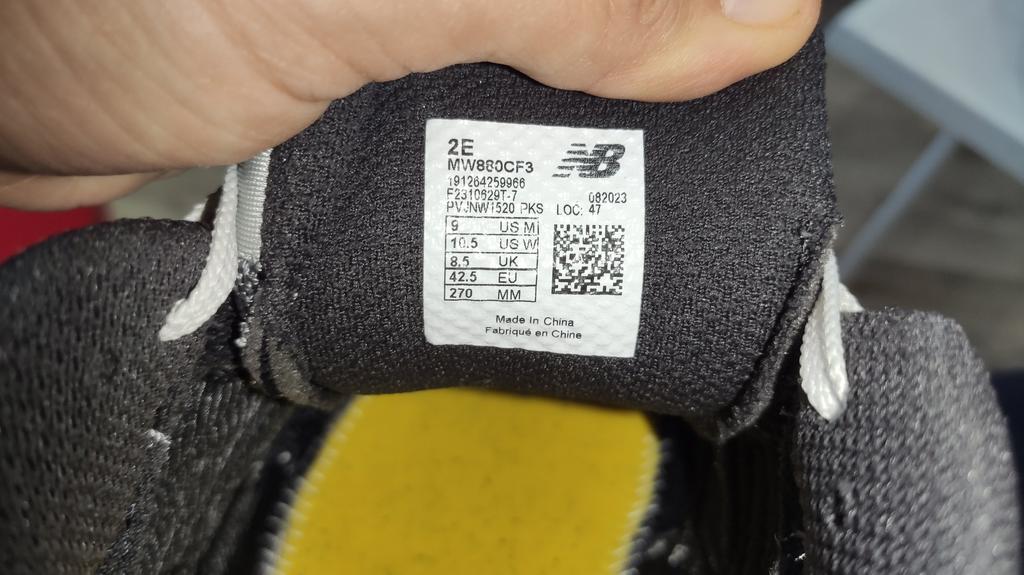 2E
MW880CF3
NB
191264259966
F2310629T-7 082023
PVJNW1520 PKS LOC: 47
9 US M
10.5 US W
8.5 UK
42.5 EU
270 MM
Made In China
Fabriqué en Chine